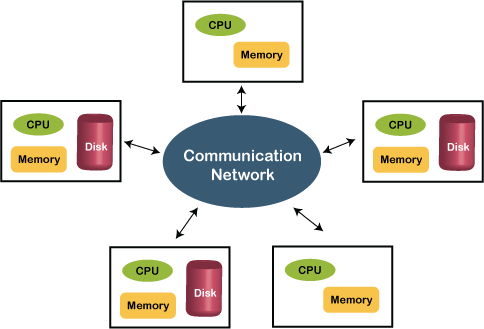 CPU
Memory
CPU
Memory
Disk
Communication
Network
CPU
Memory
Disk
CPU
Memory
Disk
CPU
Memory